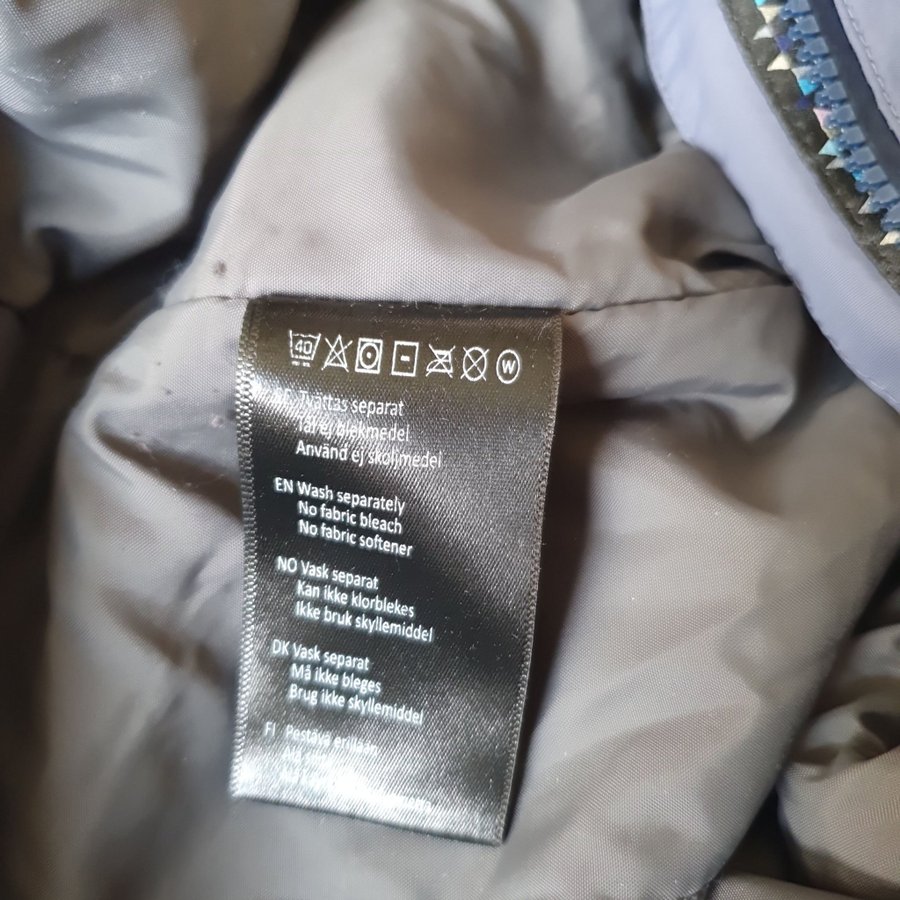 40
W
Tvättas separat
Tål ej blekmedel
Använd ej sköljmedel
EN Wash separately
No fabric bleach
No fabric softener
NO Vask separat
Kan ikke klorblekes
Ikke bruk skyllemiddel
DK Vask separat
Må ikke bleges
Brug ikke skyllemiddel
FI Pestävä erillään